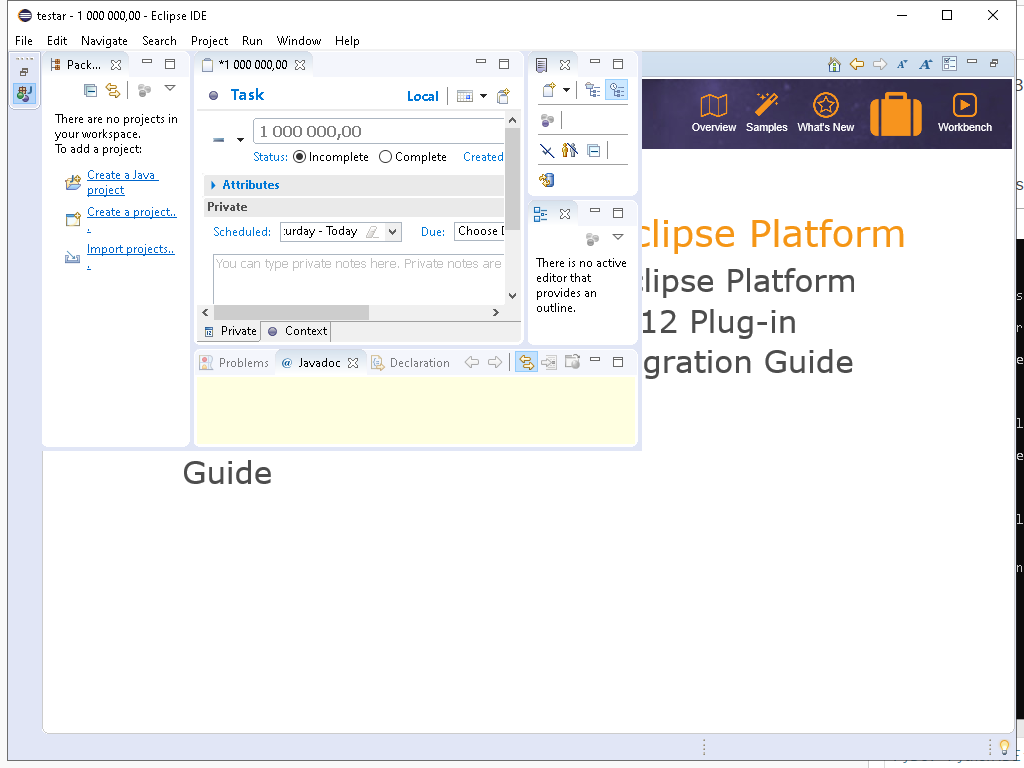 testar - 1 000 000,00 - Eclipse IDE
File Edit Navigate Search Project Run Window Help
Pack...
*1 000 000,00
There are no projects in
your workspace.
To add a project:
Create a Java
project
Create a project..
.
Import projects..
.
Task
Local
1 000 000,00
Status: Incomplete Complete Created
Attributes
Private
Scheduled: :urday - Today Due: Choose D
You can type private notes here. Private notes are
Private Context
There is no active
editor that
provides an
outline.
Problems @ Javadoc Declaration
Overview Samples What's New Workbench
clipse Platform
clipse Platform
12 Plug-in
gration Guide
Guide